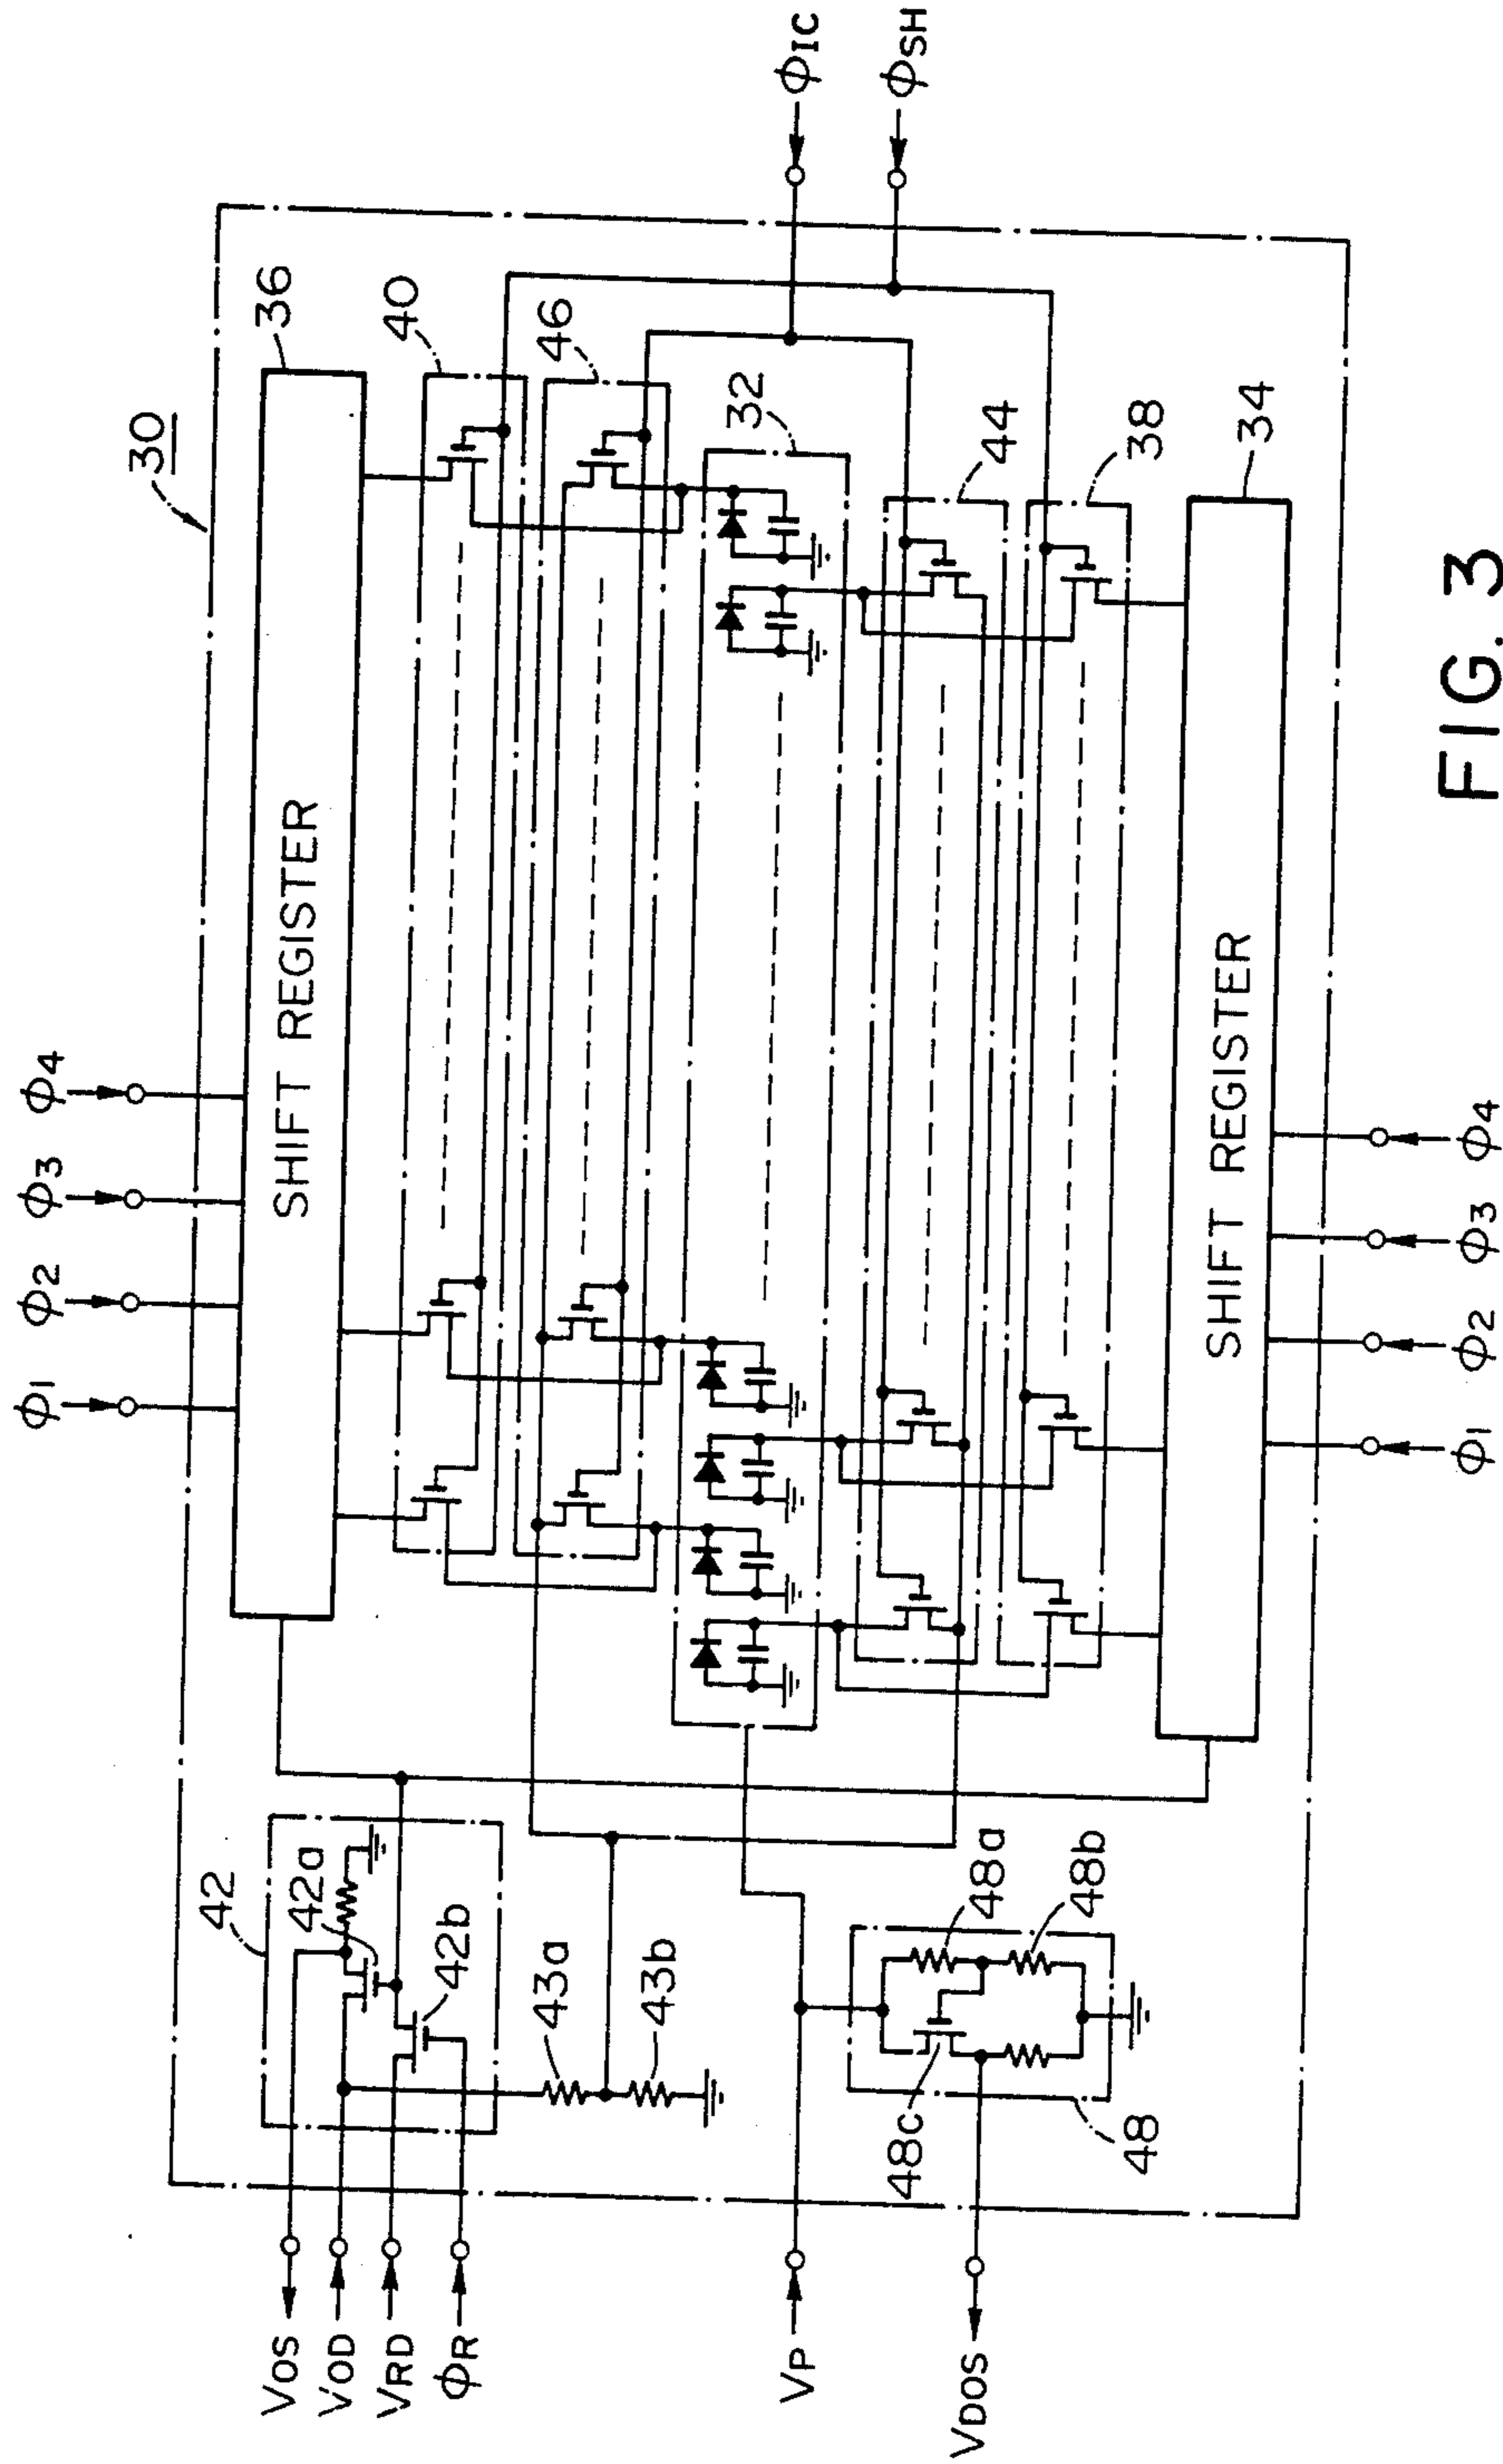 30
ϕ1
ϕ2
ϕ3
ϕ4
36
SHIFT REGISTER
40
46
32
44
38
34
SHIFT REGISTER
ϕ1
ϕ2
ϕ3
ϕ4
ϕIC
ϕSH
42
42a
42b
43a
43b
48a
48b
48c
48
VOS
VOD
VRD
ϕR
VP
VDOS
FIG. 3